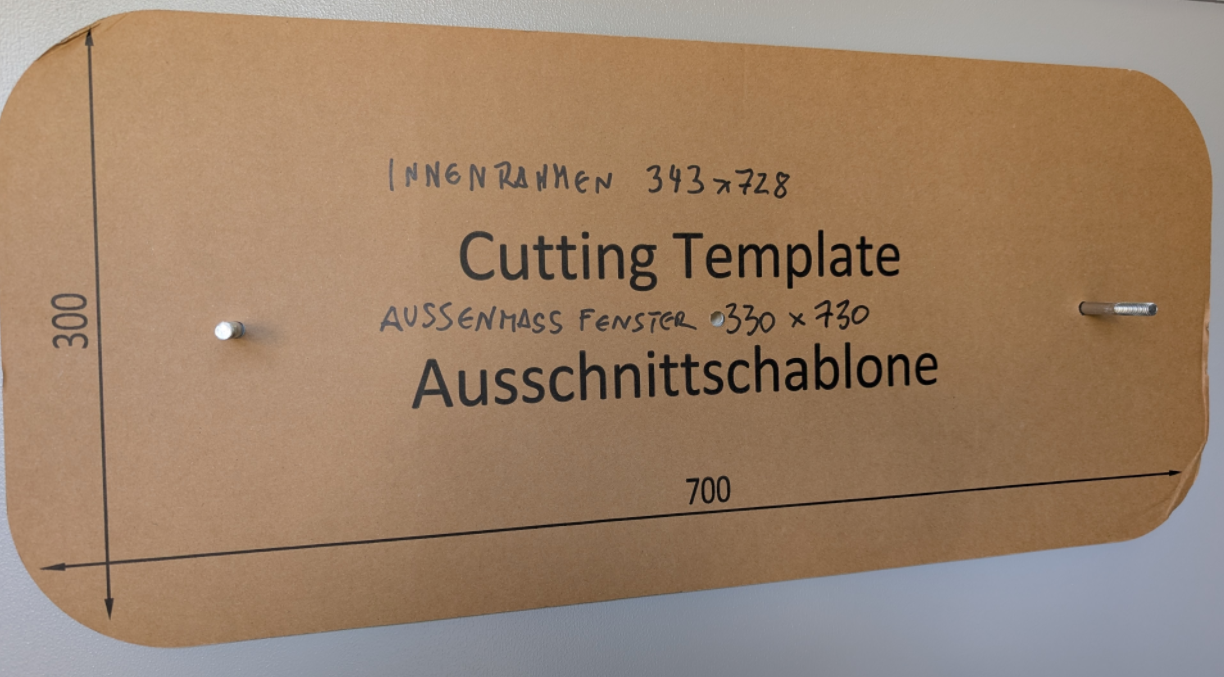 INNENRAHMEN 343x728
Cutting Template
AUSSENMASS FENSTER 330 x 730
300
Ausschnittschablone
700